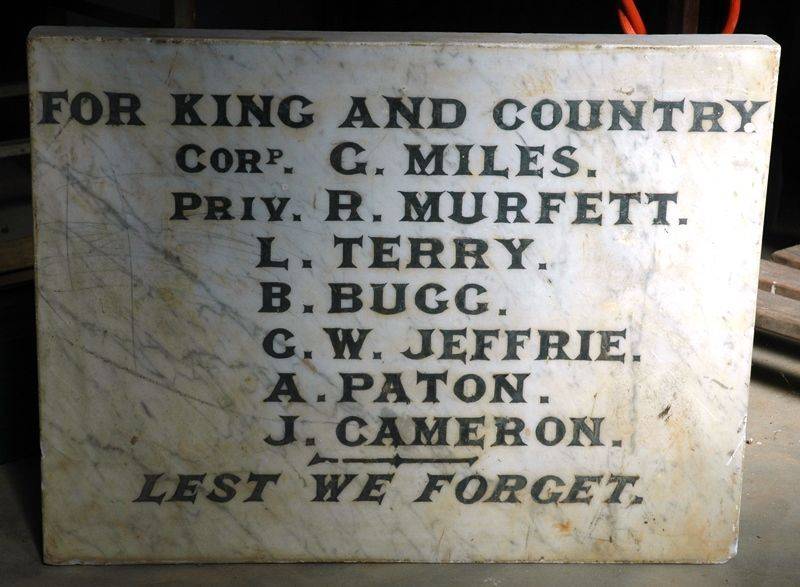 FOR KING AND COUNTRY
CORP. G. MILES.
PRIV. R. MURFETT.
L. TERRY.
B. BUGG.
G. W. JEFFRIE.
A. PATON.
J. CAMERON.
LEST WE FORGET.